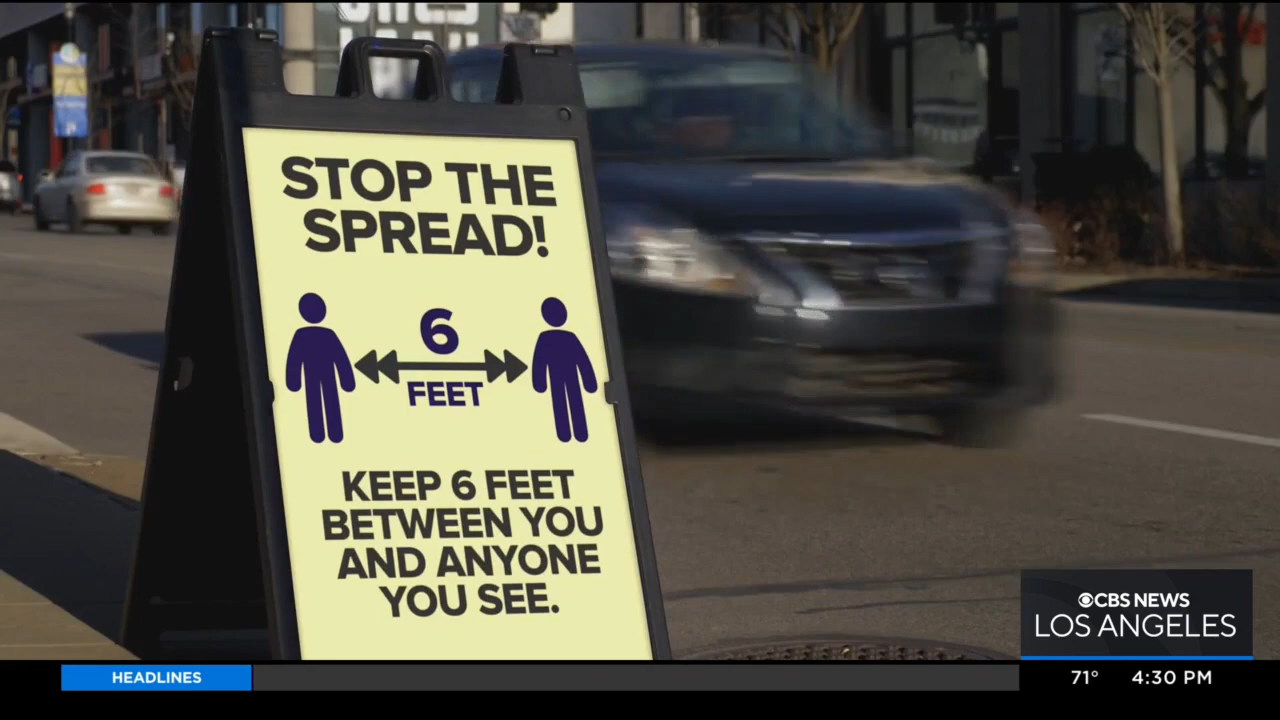 STOP THE
SPREAD!
6
FEET
KEEP 6 FEET
BETWEEN YOU
AND ANYONE
YOU SEE.
CBS NEWS
LOS ANGELES
HEADLINES
71° 4:30 PM